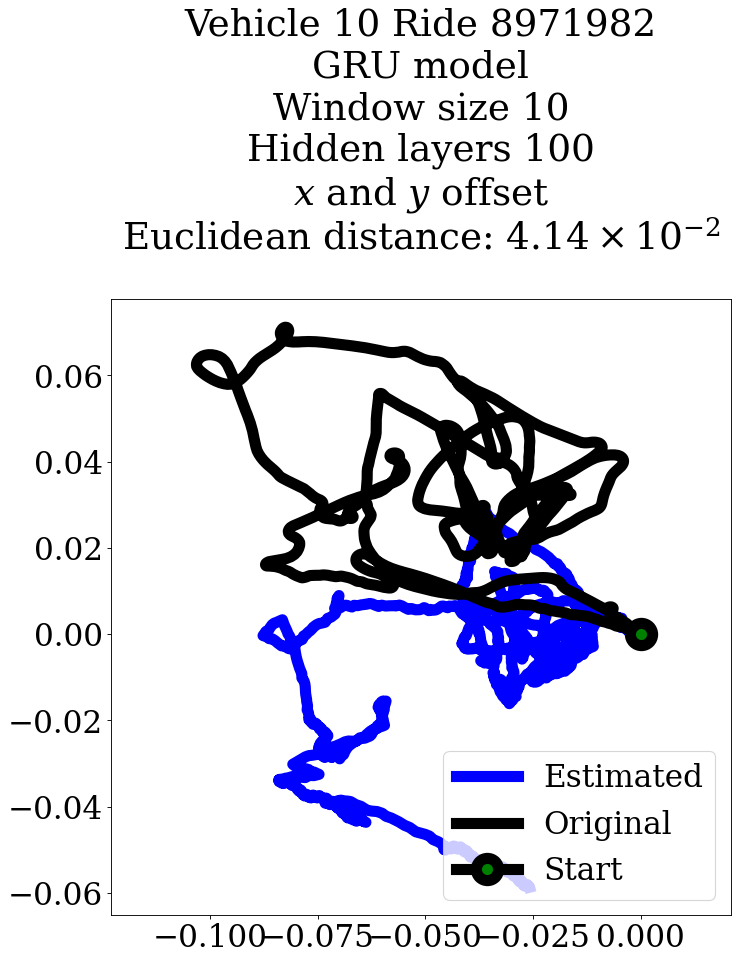 Vehicle 10 Ride 8971982
GRU model
Window size 10
Hidden layers 100
x and y offset
Euclidean distance: 4.14 × 10⁻²
0.06
0.04
0.02
0.00
−0.02
−0.04
−0.06
Estimated
Original
Start
−0.100 −0.075 −0.050 −0.025 0.000